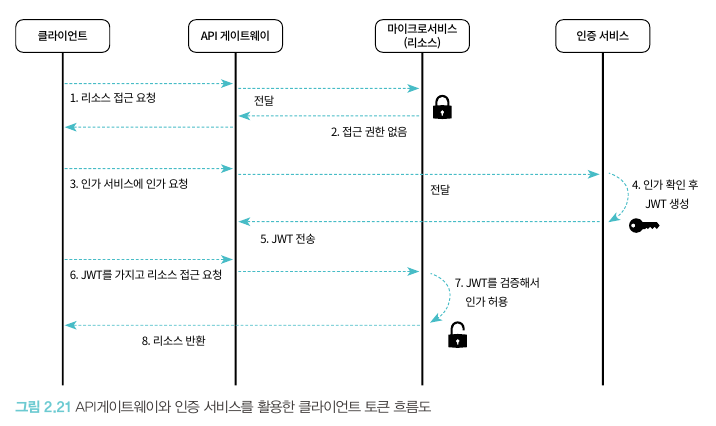 클라이언트
API 게이트웨이
마이크로서비스
(리소스)
인증 서비스
1. 리소스 접근 요청
전달
2. 접근 권한 없음
3. 인가 서비스에 인가 요청
전달
4. 인가 확인 후
JWT 생성
5. JWT 전송
6. JWT를 가지고 리소스 접근 요청
7. JWT를 검증해서
인가 허용
8. 리소스 반환
그림 2.21 API게이트웨이와 인증 서비스를 활용한 클라이언트 토큰 흐름도